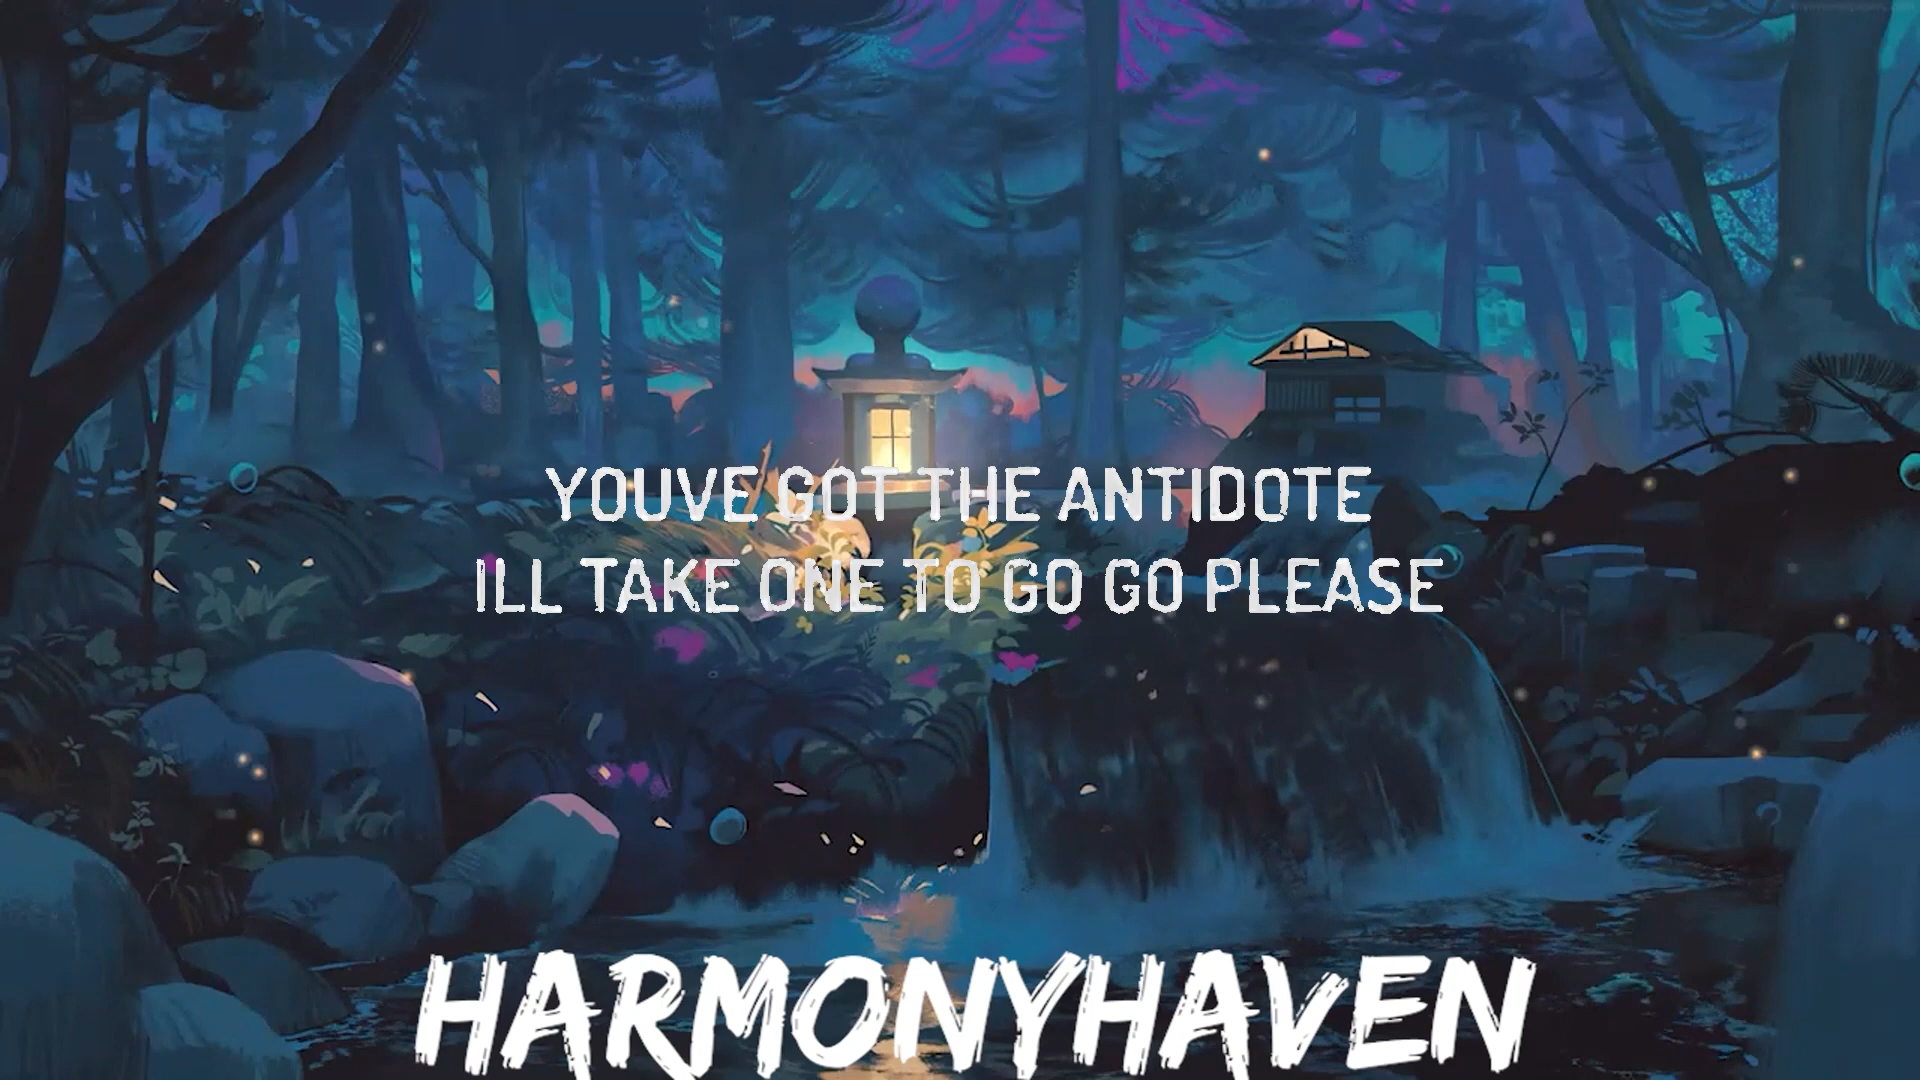 YOUVE GOT THE ANTIDOTE
ILL TAKE ONE TO GO GO PLEASE
HARMONYHAVEN